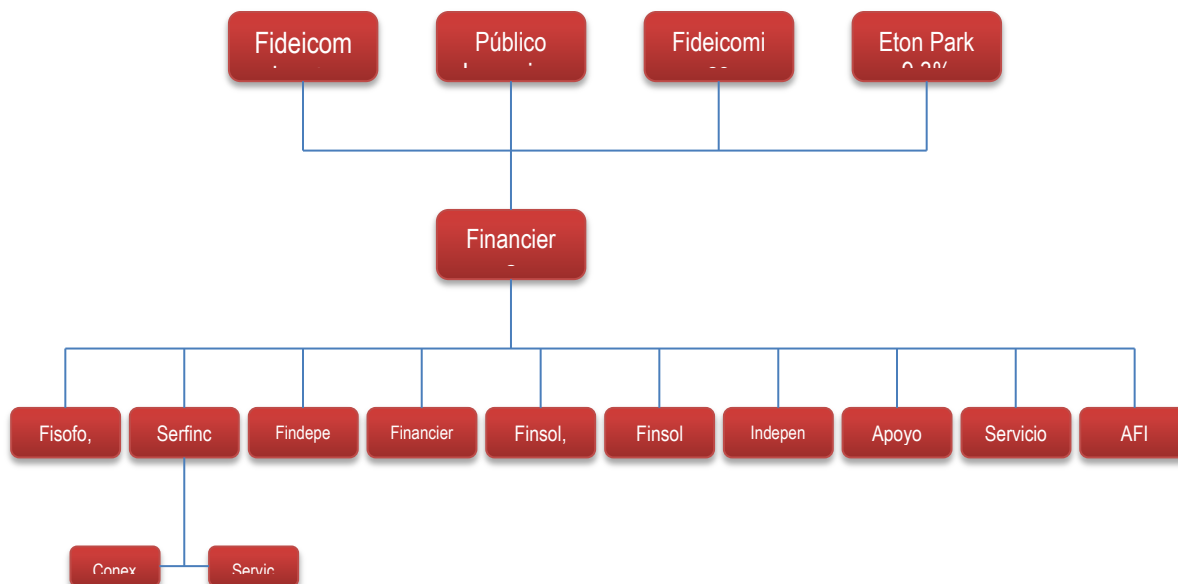 Fideicom
Público
Fideicomi
Eton Park
Financier
Fisofo,
Serfinc
Findepe
Financier
Finsol,
Finsol
Indepen
Apoyo
Servicio
AFI
Conex
Servic